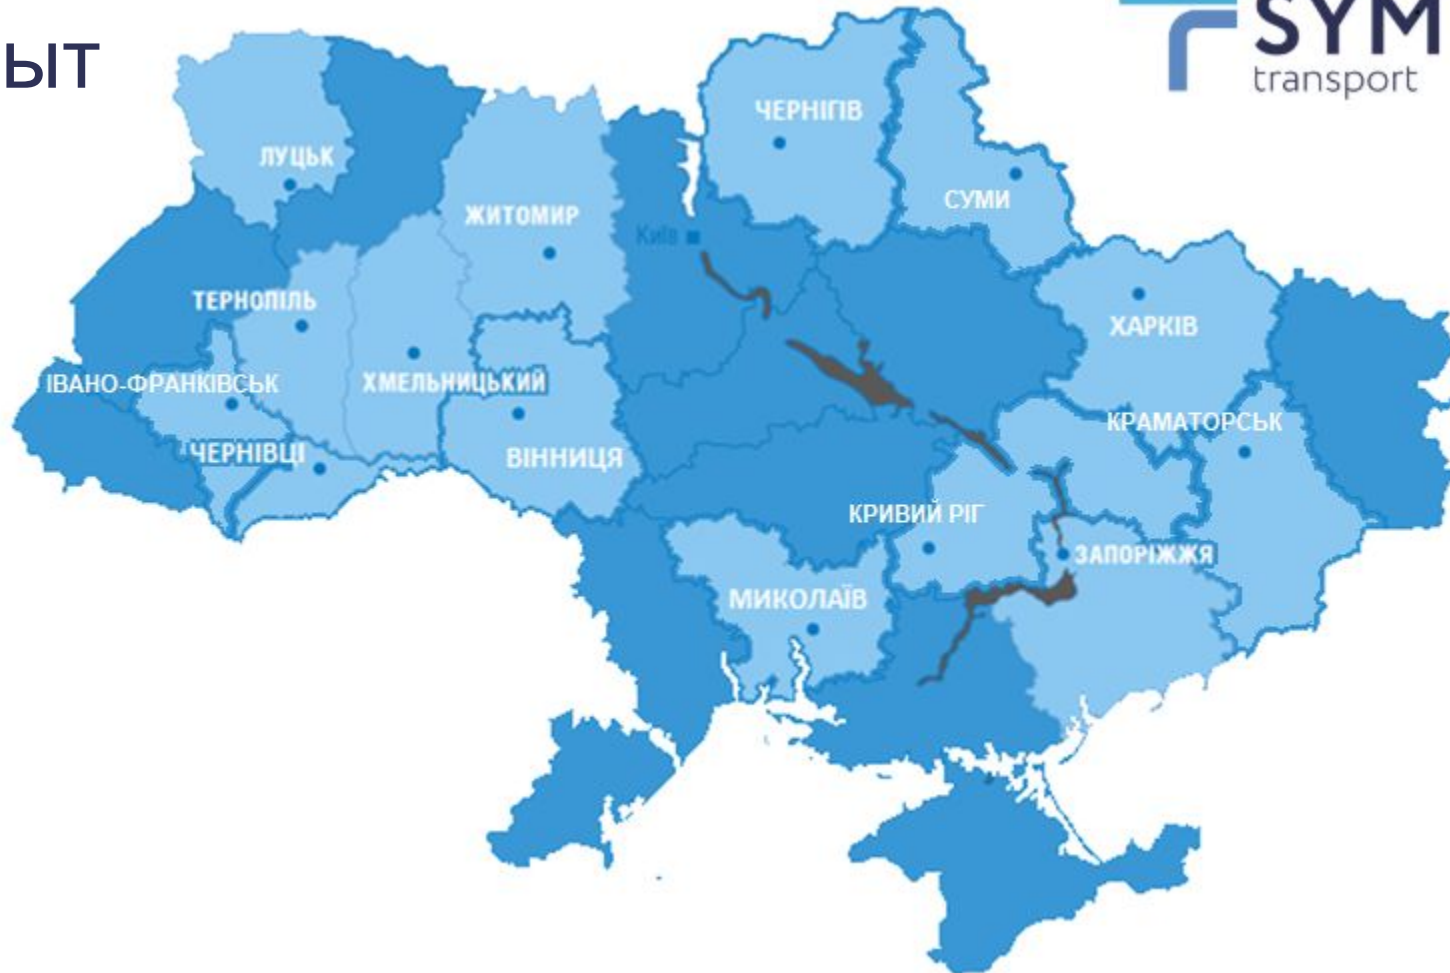 ЫТ
SYM
transport
ЧЕРНІГІВ
ЛУЦЬК
СУМИ
ЖИТОМИР
Київ
ТЕРНОПІЛЬ
ХАРКІВ
ІВАНО-ФРАНКІВСЬК
ХМЕЛЬНИЦЬКИЙ
КРАМАТОРСЬК
ЧЕРНІВЦІ
ВІННИЦЯ
КРИВИЙ РІГ
ЗАПОРІЖЖЯ
МИКОЛАЇВ